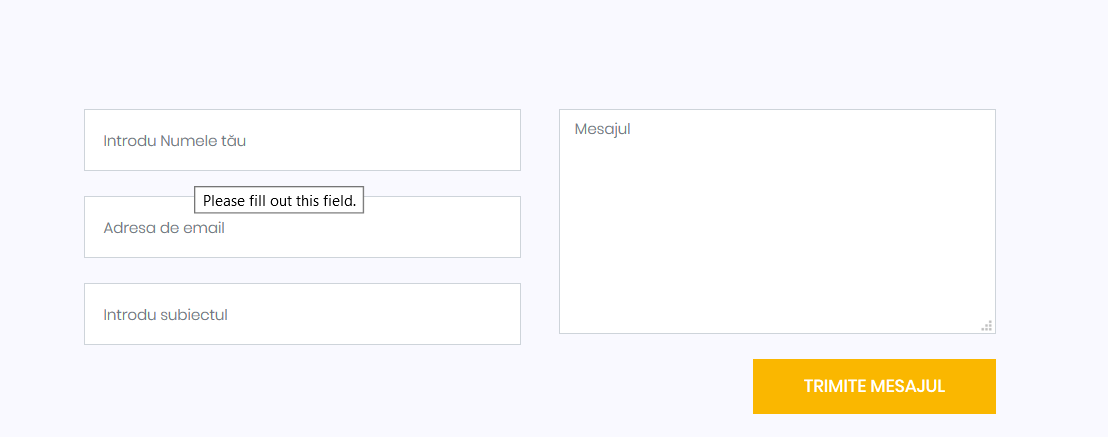 Introdu Numele tău
Please fill out this field.
Adresa de email
Introdu subiectul
Mesajul
TRIMITE MESAJUL